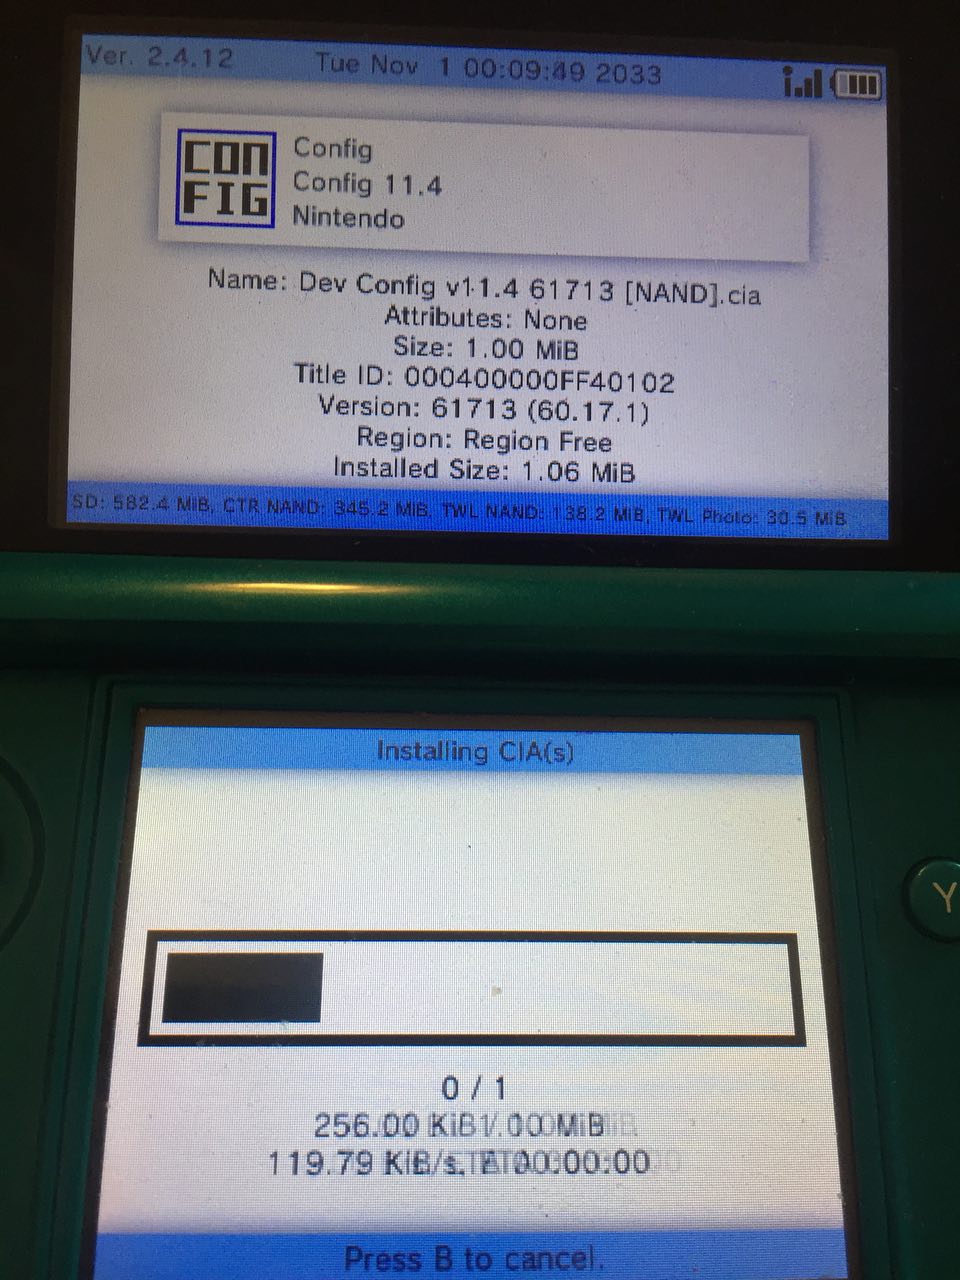 Ver. 2.4.12 Tue Nov 1 00:09:49 2033
CON
FIG
Config
Config 11.4
Nintendo
Name: Dev Config v11.4 61713 [NAND].cia
Attributes: None
Size: 1.00 MiB
Title ID: 000400000FF40102
Version: 61713 (60.17.1)
Region: Region Free
Installed Size: 1.06 MiB
SD: 582.4 MiB, CTR NAND: 345.2 MiB, TWL NAND: 138.2 MiB, TWL Photo: 30.5 MiB
Installing CIA(s)
Y
0 / 1
256.00 KiB / 1.00 MiB
119.79 KiB/s, ETA 00:00:00
Press B to cancel.